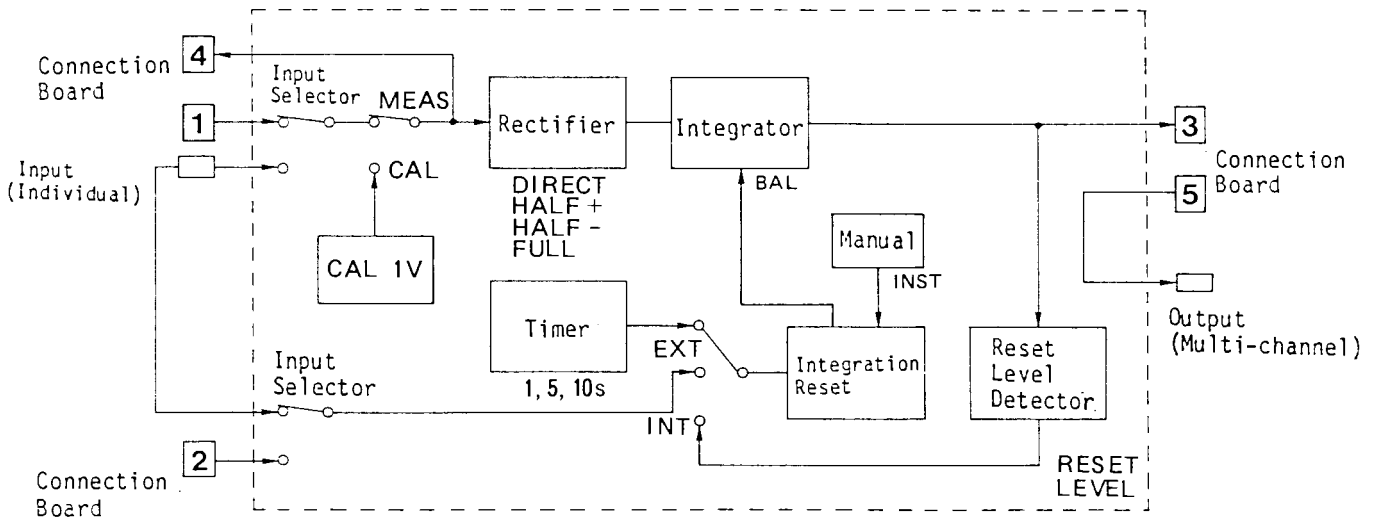 Connection
Board
4
1
Input
(Individual)
Input
Selector
MEAS
CAL
CAL 1V
Rectifier
DIRECT
HALF +
HALF -
FULL
Integrator
BAL
Manual
INST
Timer
1, 5, 10s
EXT
INT
Integration
Reset
Reset
Level
Detector
RESET
LEVEL
3
Connection
Board
5
Output
(Multi-channel)
Input
Selector
2
Connection
Board